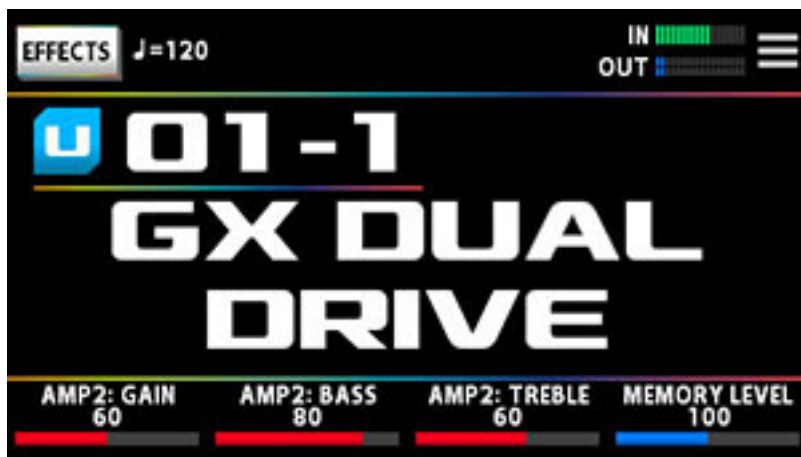 EFFECTS ♩=120
IN
OUT
U 01-1
GX DUAL
DRIVE
AMP2: GAIN AMP2: BASS AMP2: TREBLE MEMORY LEVEL
60 80 60 100